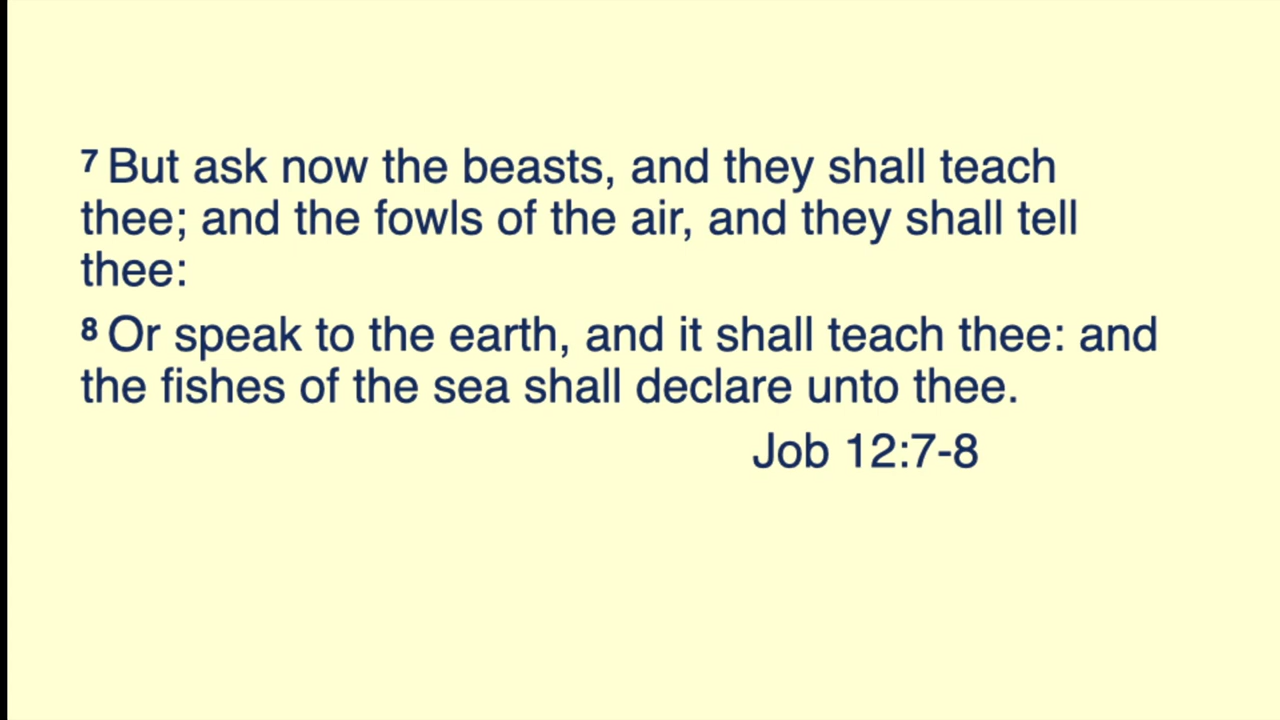 7 But ask now the beasts, and they shall teach
thee; and the fowls of the air, and they shall tell
thee:
8 Or speak to the earth, and it shall teach thee: and
the fishes of the sea shall declare unto thee.
Job 12:7-8